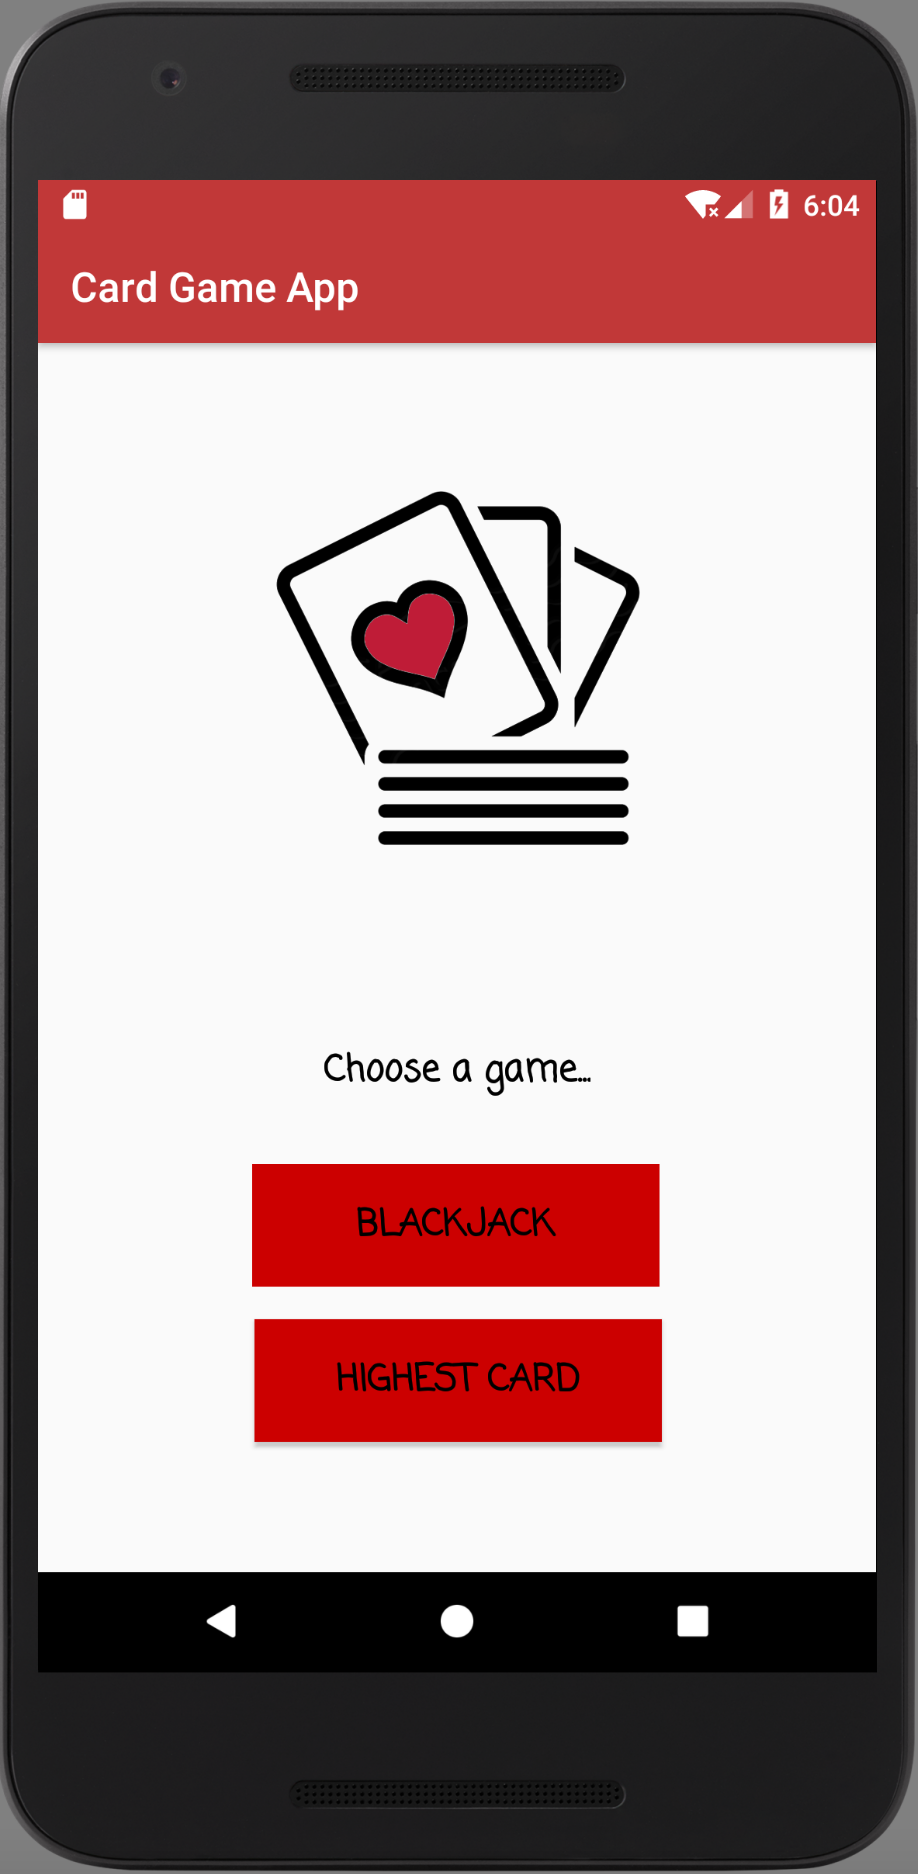 6:04
Card Game App
Choose a game...
BLACKJACK
HIGHEST CARD